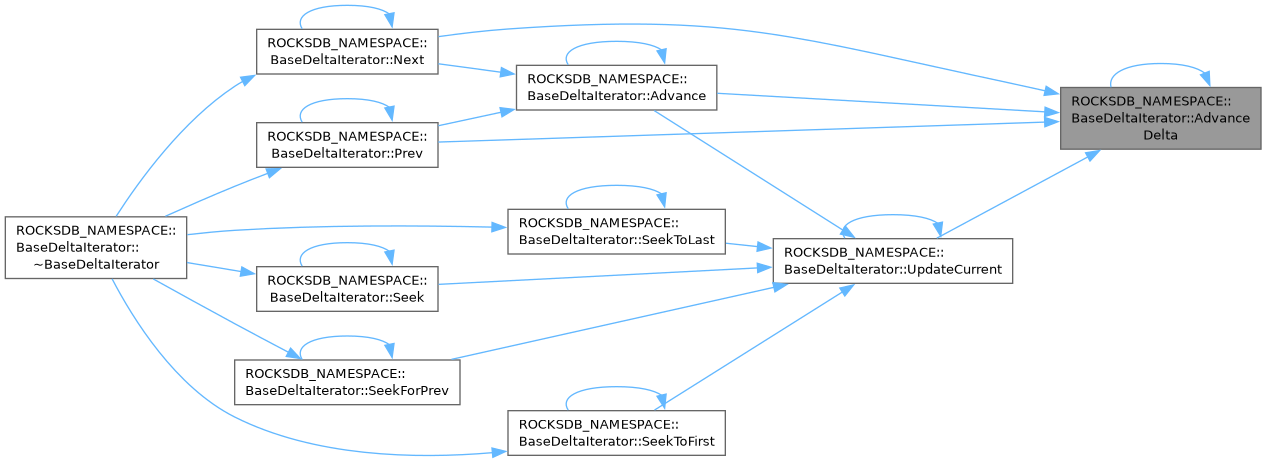 ROCKSDB_NAMESPACE::
BaseDeltaIterator::Next
ROCKSDB_NAMESPACE::
BaseDeltaIterator::Advance
ROCKSDB_NAMESPACE::
BaseDeltaIterator::Advance
Delta
ROCKSDB_NAMESPACE::
BaseDeltaIterator::Prev
ROCKSDB_NAMESPACE::
BaseDeltaIterator::
~BaseDeltaIterator
ROCKSDB_NAMESPACE::
BaseDeltaIterator::SeekToLast
ROCKSDB_NAMESPACE::
BaseDeltaIterator::UpdateCurrent
ROCKSDB_NAMESPACE::
BaseDeltaIterator::Seek
ROCKSDB_NAMESPACE::
BaseDeltaIterator::SeekForPrev
ROCKSDB_NAMESPACE::
BaseDeltaIterator::SeekToFirst